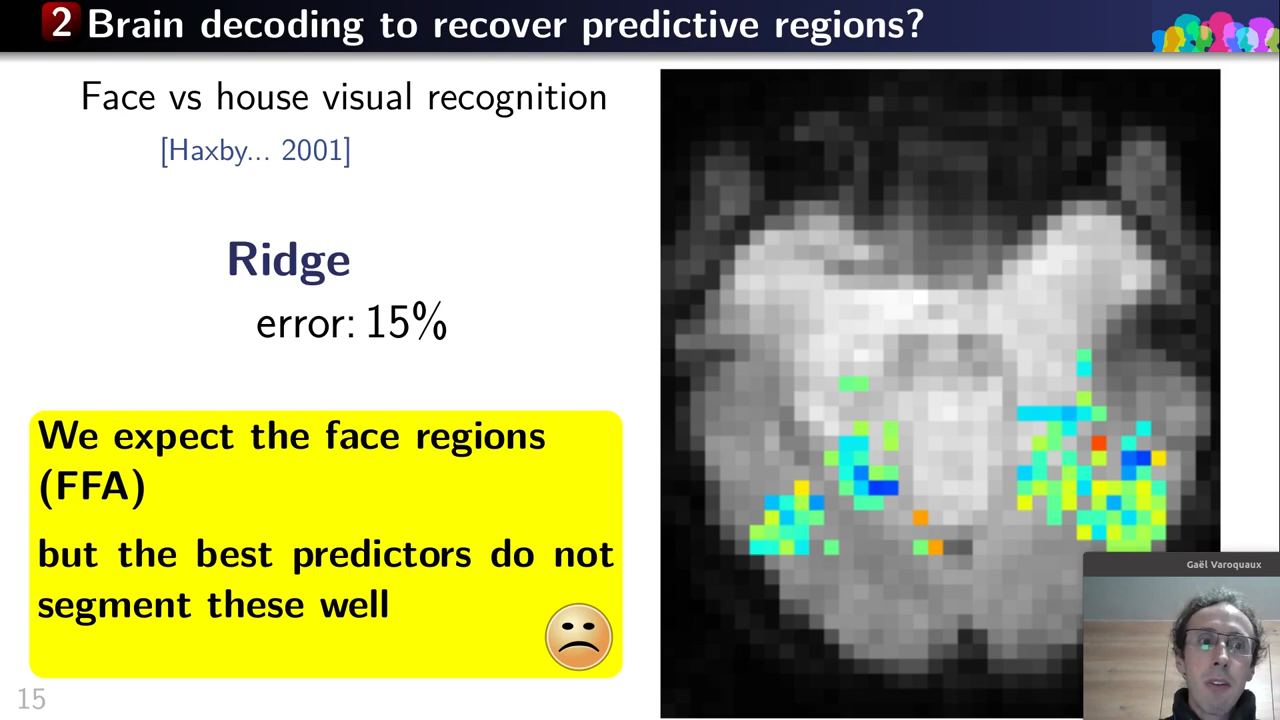 2 Brain decoding to recover predictive regions?
Face vs house visual recognition
[Haxby... 2001]
Ridge
error: 15%
We expect the face regions
(FFA)
but the best predictors do not
segment these well
15
Gaël Varoquaux